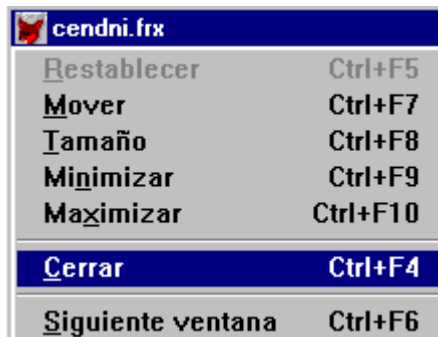 cendni.frx
Restablecer Ctrl+F5
Mover Ctrl+F7
Tamaño Ctrl+F8
Minimizar Ctrl+F9
Maximizar Ctrl+F10
Cerrar Ctrl+F4
Siguiente ventana Ctrl+F6